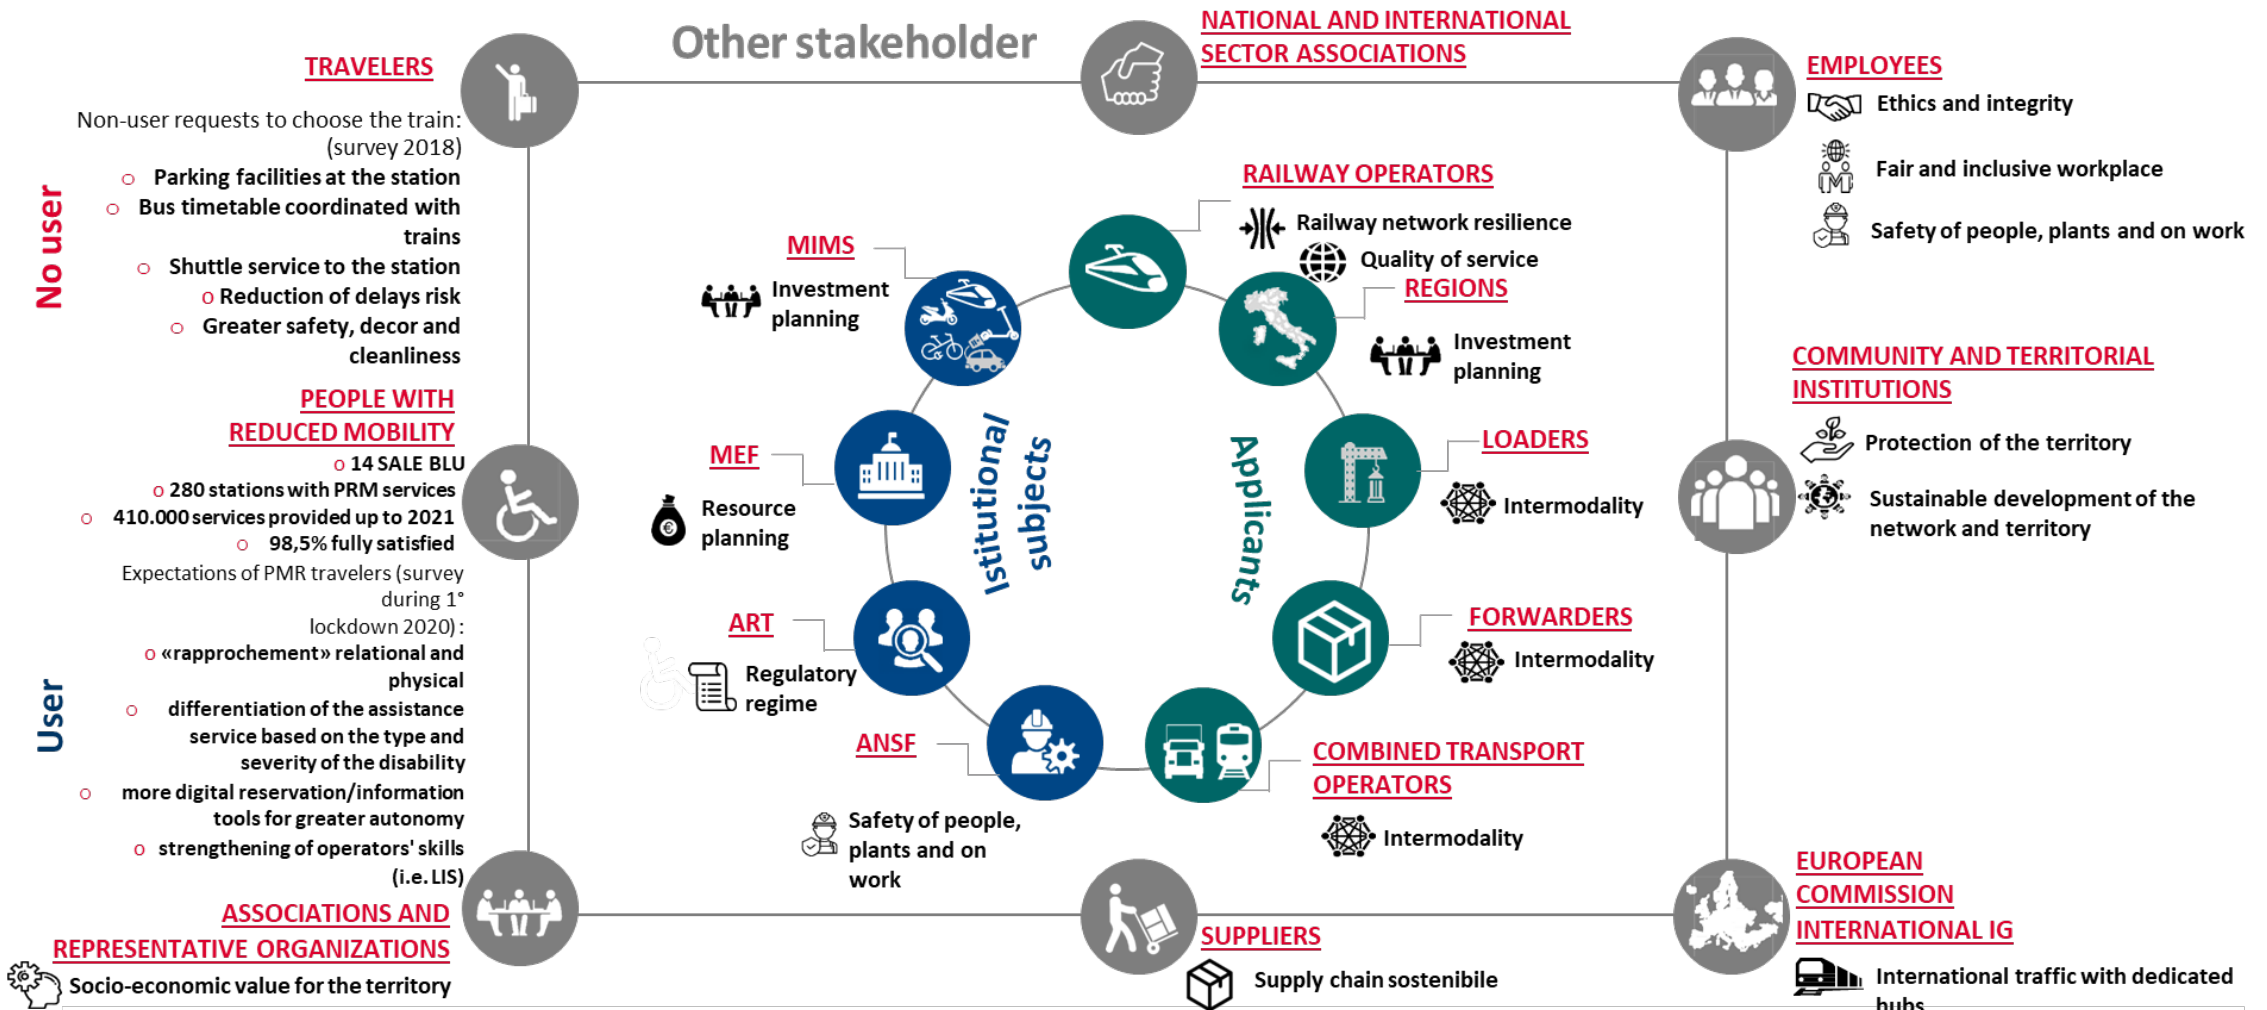 Other stakeholder
NATIONAL AND INTERNATIONAL
SECTOR ASSOCIATIONS
TRAVELERS
Non-user requests to choose the train:
(survey 2018)
o Parking facilities at the station
o Bus timetable coordinated with
trains
o Shuttle service to the station
o Reduction of delays risk
o Greater safety, decor and
cleanliness
No user
PEOPLE WITH
REDUCED MOBILITY
o 14 SALE BLU
o 280 stations with PRM services
o 410.000 services provided up to 2021
o 98,5% fully satisfied
Expectations of PMR travelers (survey
during 1°
lockdown 2020) :
o «rapprochement» relational and
physical
o differentiation of the assistance
service based on the type and
severity of the disability
o more digital reservation/information
tools for greater autonomy
o strengthening of operators' skills
(i.e. LIS)
User
ASSOCIATIONS AND
REPRESENTATIVE ORGANIZATIONS
Socio-economic value for the territory
MIMS
Investment
planning
MEF
Resource
planning
€
ART
Regulatory
regime
ANSF
Safety of people,
plants and on
work
Istitutional
subjects
Applicants
RAILWAY OPERATORS
Railway network resilience
Quality of service
REGIONS
Investment
planning
LOADERS
Intermodality
FORWARDERS
Intermodality
COMBINED TRANSPORT
OPERATORS
Intermodality
SUPPLIERS
Supply chain sostenibile
EMPLOYEES
Ethics and integrity
Fair and inclusive workplace
Safety of people, plants and on work
COMMUNITY AND TERRITORIAL
INSTITUTIONS
Protection of the territory
Sustainable development of the
network and territory
EUROPEAN
COMMISSION
INTERNATIONAL IG
International traffic with dedicated
hubs